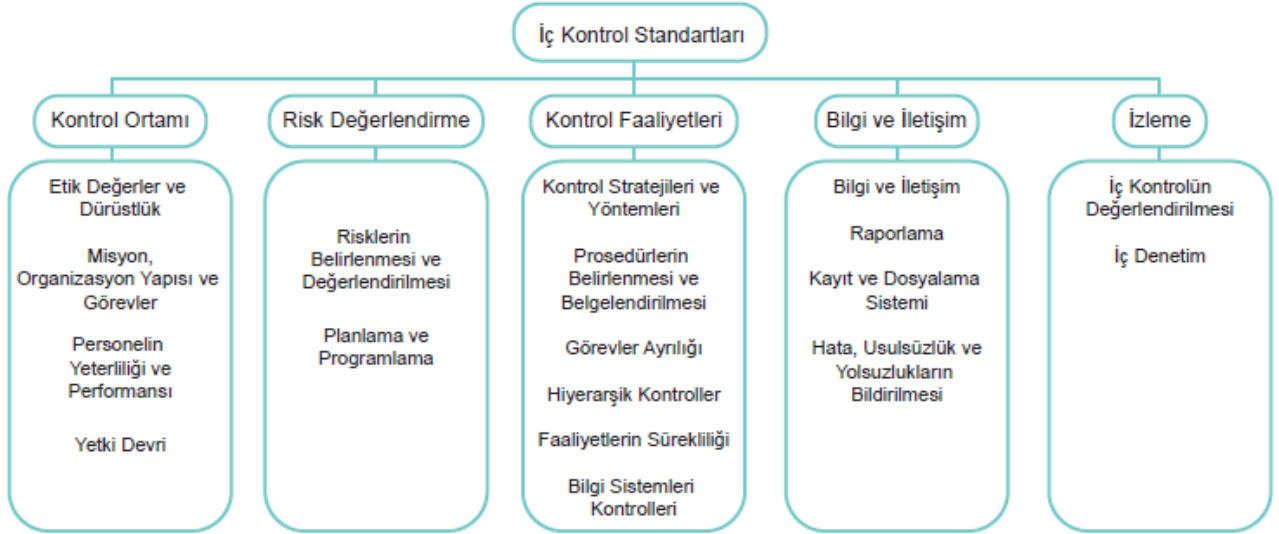 İç Kontrol Standartları
Kontrol Ortamı
Risk Değerlendirme
Kontrol Faaliyetleri
Bilgi ve İletişim
İzleme
Etik Değerler ve
Dürüstlük
Misyon,
Organizasyon Yapısı ve
Görevler
Personelin
Yeterliliği ve
Performansı
Yetki Devri
Risklerin
Belirlenmesi ve
Değerlendirilmesi
Planlama ve
Programlama
Kontrol Stratejileri ve
Yöntemleri
Prosedürlerin
Belirlenmesi ve
Belgelendirilmesi
Görevler Ayrılığı
Hiyerarşik Kontroller
Faaliyetlerin Sürekliliği
Bilgi Sistemleri
Kontrolleri
Bilgi ve İletişim
Raporlama
Kayıt ve Dosyalama
Sistemi
Hata, Usulsüzlük ve
Yolsuzlukların
Bildirilmesi
İç Kontrolün
Değerlendirilmesi
İç Denetim